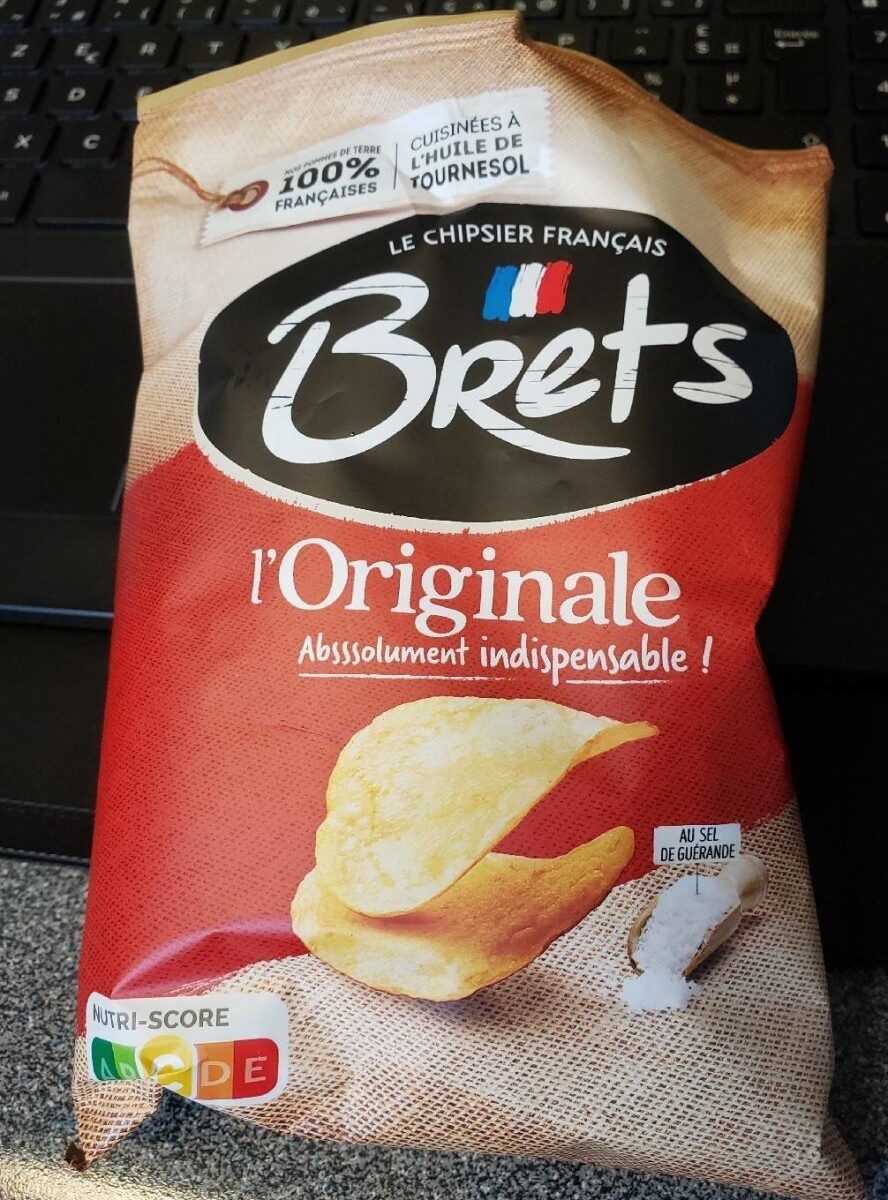 NOS POMMES DE TERRE
100%
FRANÇAISES
CUISINÉES À
L'HUILE DE
TOURNESOL
LE CHIPSIER FRANÇAIS
Brets
l'Originale
Absssolument indispensable !
AU SEL
DE GUÉRANDE
NUTRI-SCORE
A B C D E